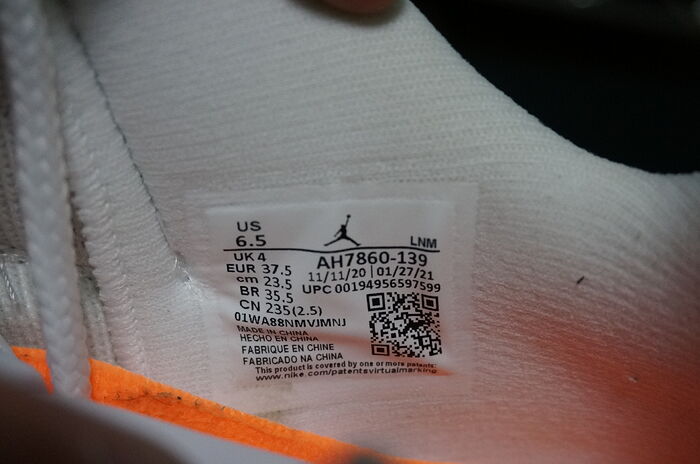 US
6.5
LNM
UK 4
AH7860-139
EUR 37.5
11/11/20 | 01/27/21
cm 23.5
UPC 00194956597599
BR 35.5
CN 235(2.5)
01WA88NMVJMNJ
MADE IN CHINA
HECHO EN CHINA
FABRIQUE EN CHINE
FABRICADO NA CHINA
This product is covered by one or more patents:
www.nike.com/patentsvirtualmarking